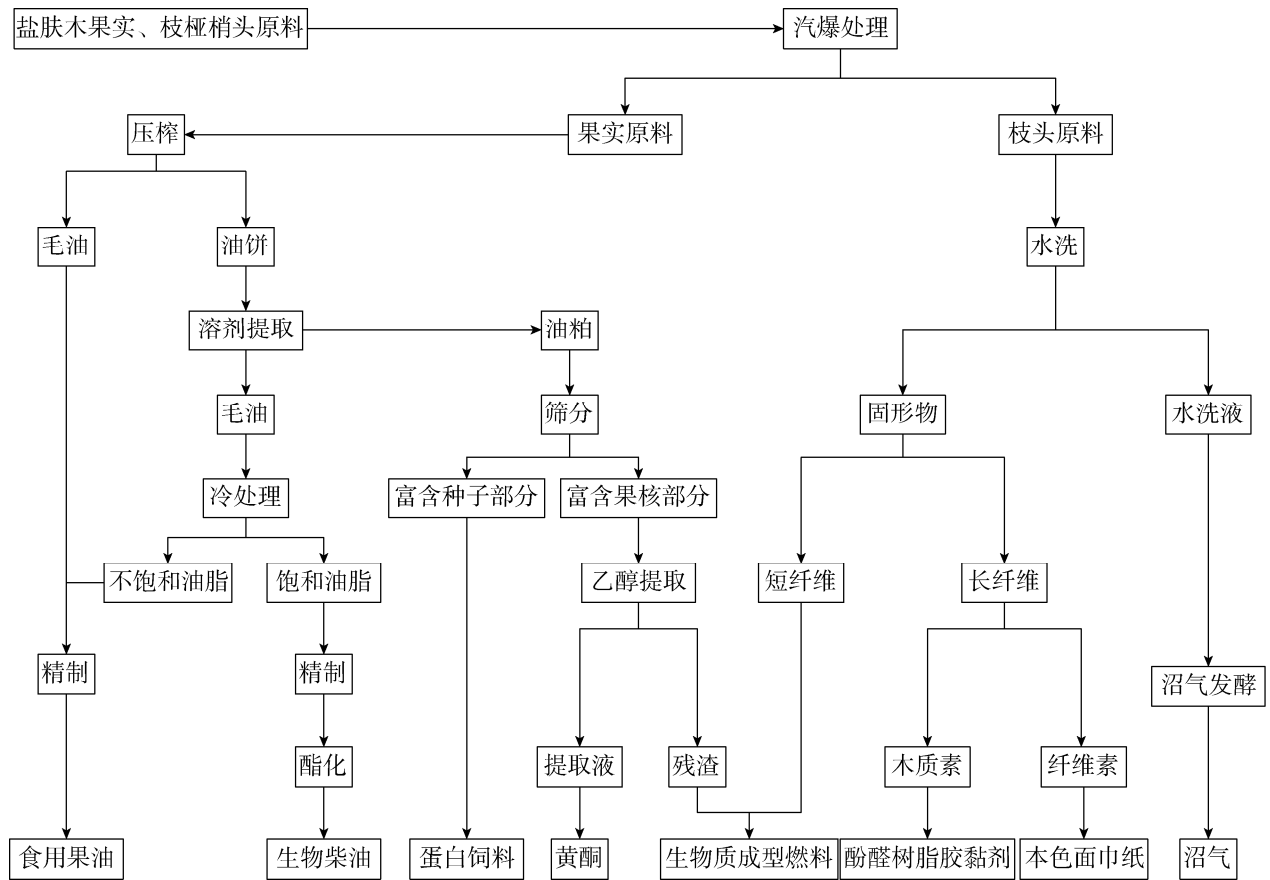 盐肤木果实、枝桠梢头原料
汽爆处理
压榨
果实原料
枝头原料
毛油
油饼
水洗
溶剂提取
油粕
毛油
筛分
固形物
水洗液
冷处理
富含种子部分
富含果核部分
不饱和油脂
饱和油脂
乙醇提取
短纤维
长纤维
精制
精制
沼气发酵
酯化
提取液
残渣
木质素
纤维素
食用果油
生物柴油
蛋白饲料
黄酮
生物质成型燃料
酚醛树脂胶黏剂
本色面巾纸
沼气